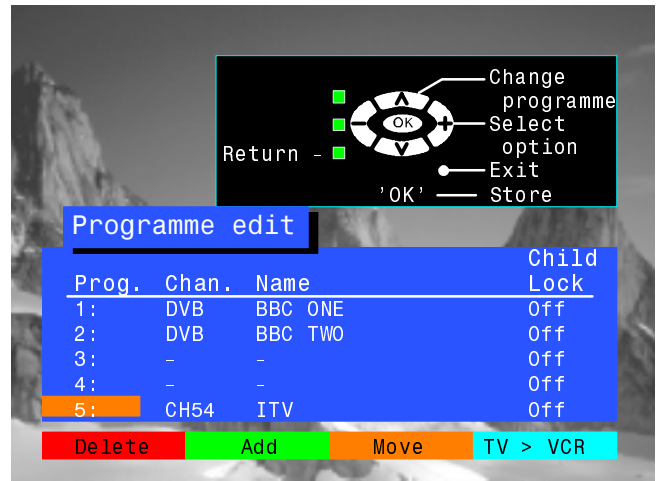 Change
programme
OK
+
Select
option
Return -
Exit
'OK' — Store
Programme edit
Child
Prog. Chan. Name Lock
1: DVB BBC ONE Off
2: DVB BBC TWO Off
3: - - Off
4: - - Off
5: CH54 ITV Off
Delete Add Move TV > VCR